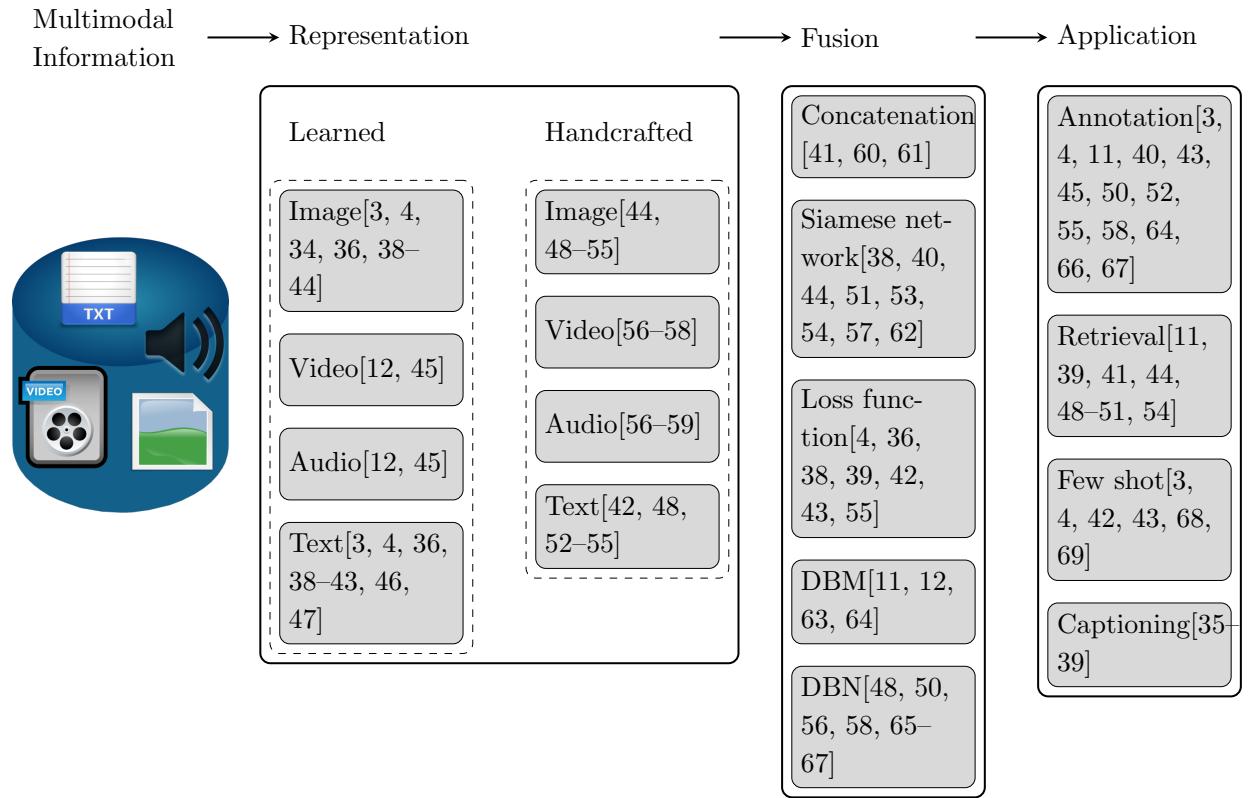 Multimodal
Information
Representation
Fusion
Application
TXT
VIDEO
Learned
Image[3, 4,
34, 36, 38–
44]
Video[12, 45]
Audio[12, 45]
Text[3, 4, 36,
38–43, 46,
47]
Handcrafted
Image[44,
48–55]
Video[56–58]
Audio[56–59]
Text[42, 48,
52–55]
Concatenation
[41, 60, 61]
Siamese net-
work[38, 40,
44, 51, 53,
54, 57, 62]
Loss func-
tion[4, 36,
38, 39, 42,
43, 55]
DBM[11, 12,
63, 64]
DBN[48, 50,
56, 58, 65–
67]
Annotation[3,
4, 11, 40, 43,
45, 50, 52,
55, 58, 64,
66, 67]
Retrieval[11,
39, 41, 44,
48–51, 54]
Few shot[3,
4, 42, 43, 68,
69]
Captioning[35–
39]